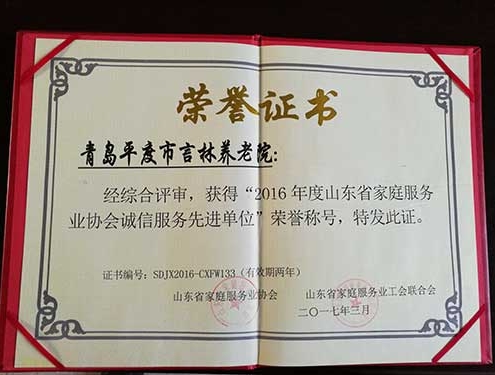 荣誉证书
青岛平度市言林养老院：
经综合评审，获得“2016年度山东省家庭服务
业协会诚信服务先进单位”荣誉称号，特发此证。
证书编号：SDJX2016-CXFW133（有效期两年）
山东省家庭服务业协会 山东省家庭服务业工会联合会
二〇一七年三月